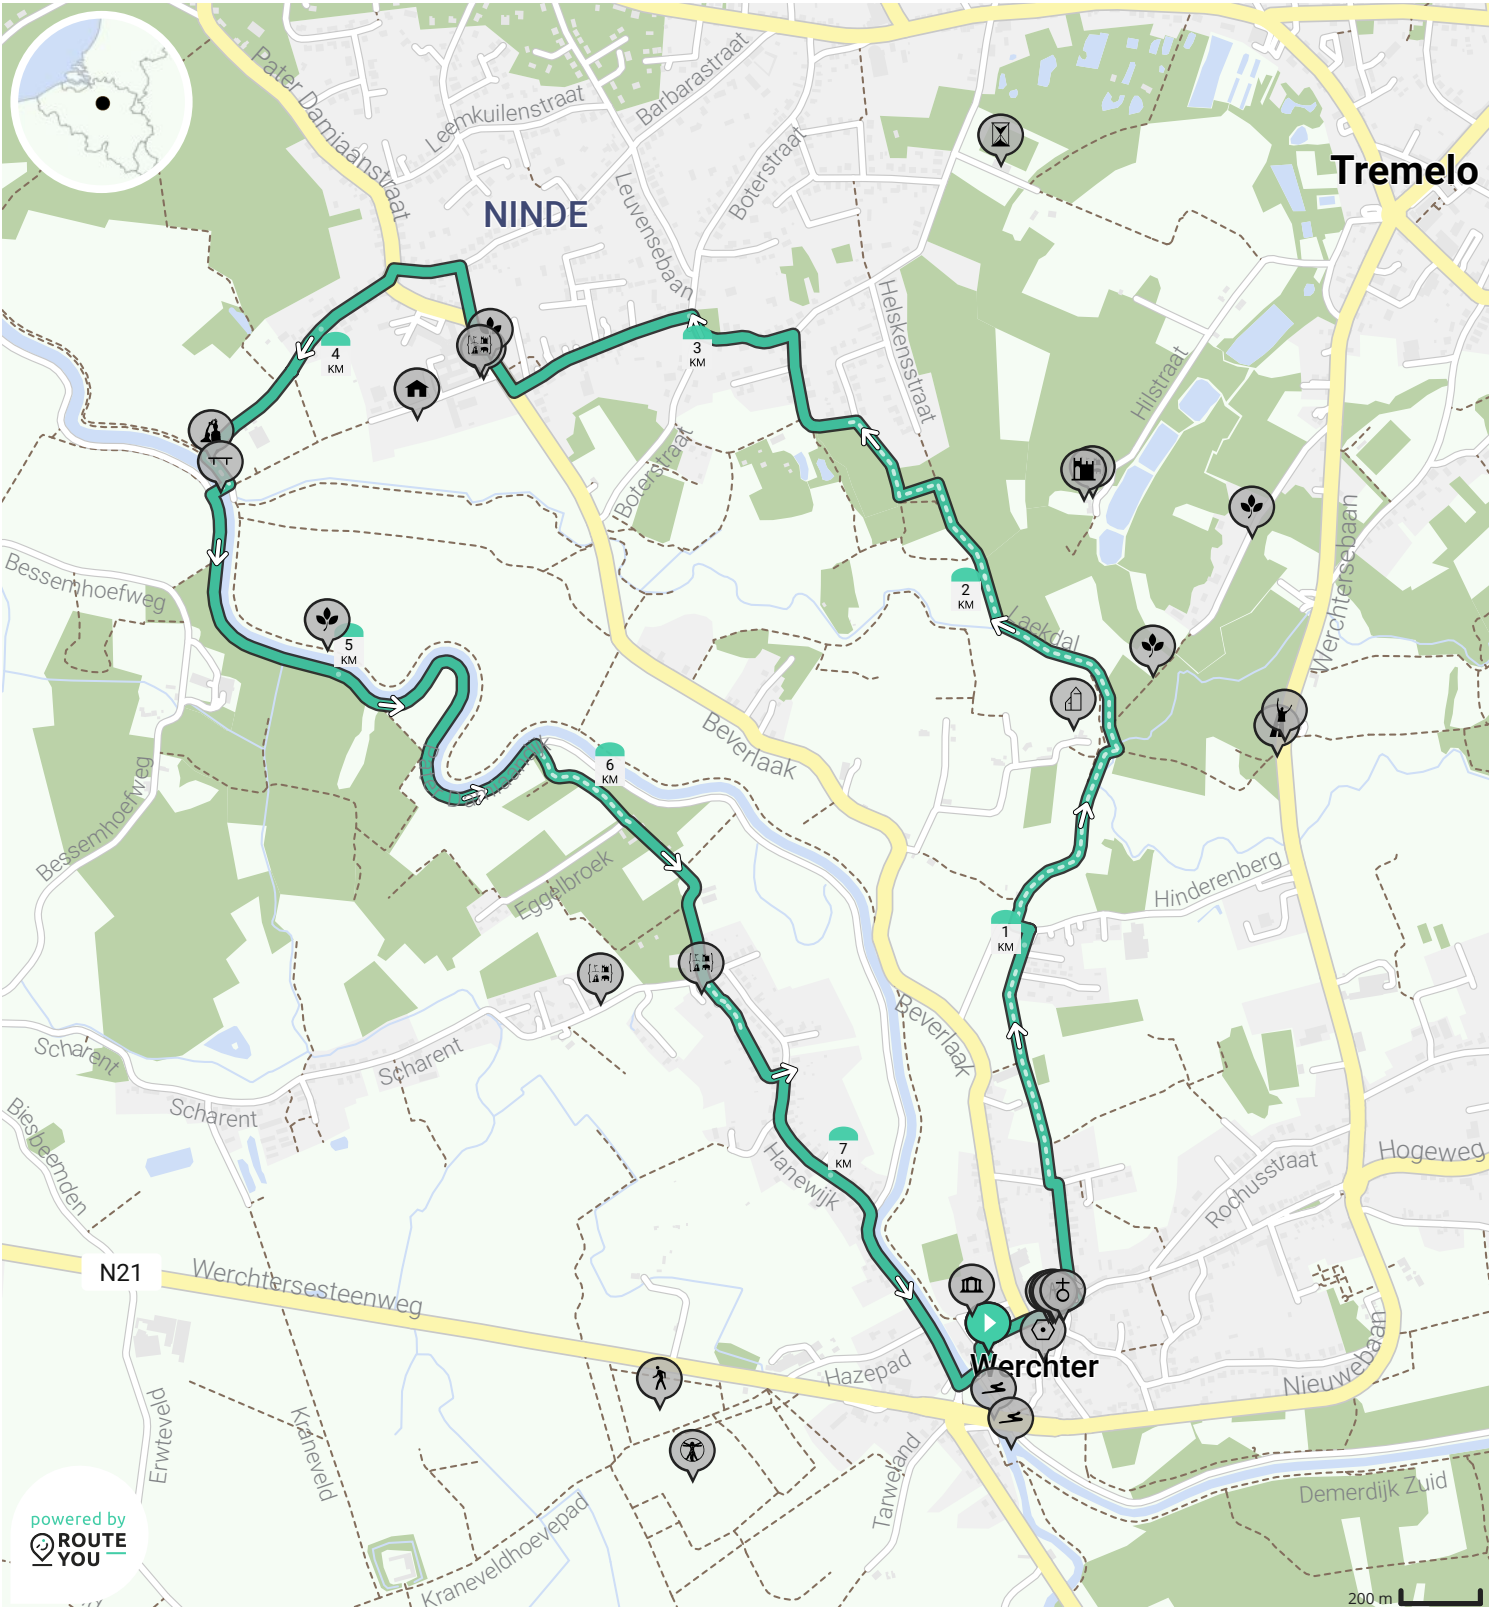 Pater Damiaanstraat
Leemkuilenstraat
Barbarastraat
Boterstraat
Leuvensebaan
NINDE
Tremelo
Helskensstraat
Hilstraat
Boterstraat
3
KM
4
KM
Werchtersebaan
2
KM
Laekdal
Bessemhoefweg
5
KM
Beverlaak
6
KM
Bessemhoefweg
Eggelbroek
Hinderenberg
1
KM
Beverlaak
Scharent
Scharent
Scharent
Biesbeemden
7
KM
Hanewijk
Rochusstraat
Hogeweg
N21
Werchtersesteenweg
Werchter
Hazepad
Nieuwebaan
Erwteveld
Kraneveld
Tarweland
Demerdijk Zuid
Kraneveldhoevepad
powered by
ROUTE
YOU
200 m